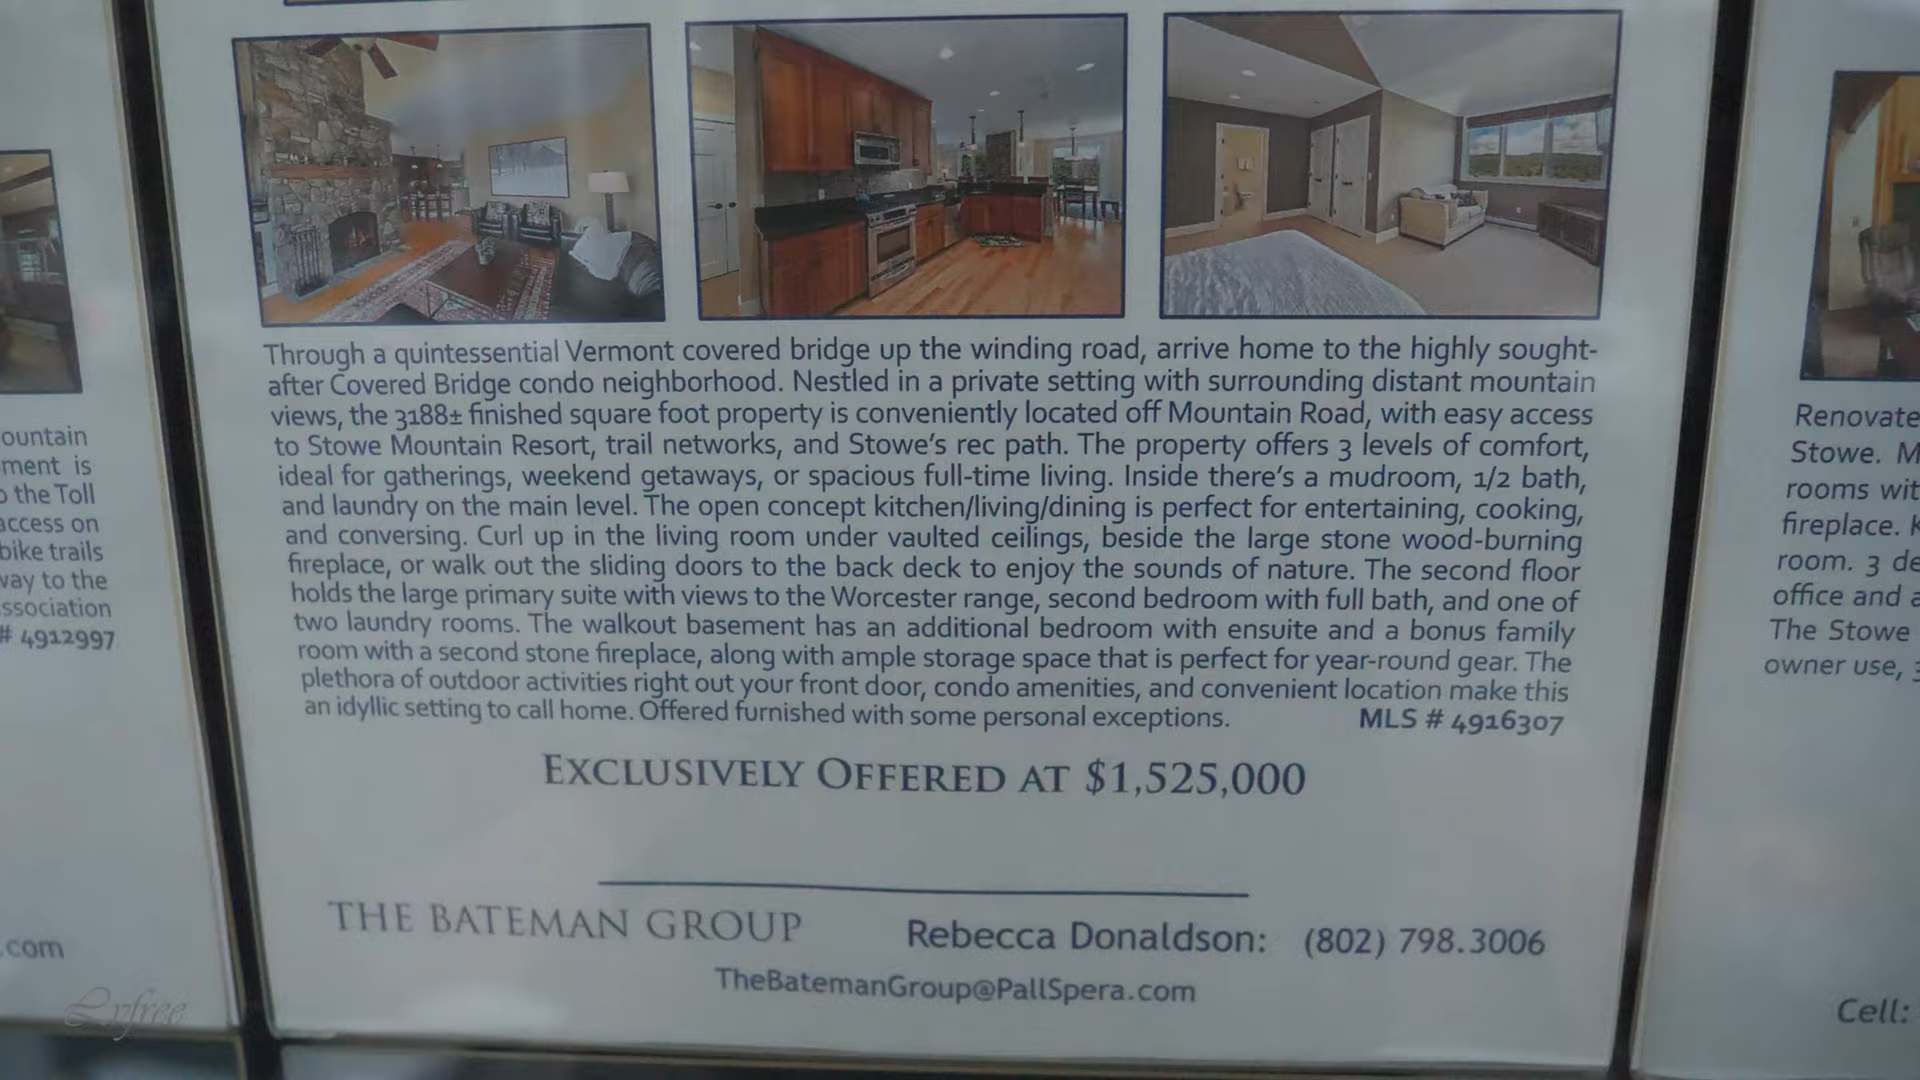 Through a quintessential Vermont covered bridge up the winding road, arrive home to the highly sought-
after Covered Bridge condo neighborhood. Nestled in a private setting with surrounding distant mountain
views, the 3188± finished square foot property is conveniently located off Mountain Road, with easy access
to Stowe Mountain Resort, trail networks, and Stowe's rec path. The property offers 3 levels of comfort,
ideal for gatherings, weekend getaways, or spacious full-time living. Inside there's a mudroom, 1/2 bath,
and laundry on the main level. The open concept kitchen/living/dining is perfect for entertaining, cooking,
and conversing. Curl up in the living room under vaulted ceilings, beside the large stone wood-burning
fireplace, or walk out the sliding doors to the back deck to enjoy the sounds of nature. The second floor
holds the large primary suite with views to the Worcester range, second bedroom with full bath, and one of
two laundry rooms. The walkout basement has an additional bedroom with ensuite and a bonus family
room with a second stone fireplace, along with ample storage space that is perfect for year-round gear. The
plethora of outdoor activities right out your front door, condo amenities, and convenient location make this
an idyllic setting to call home. Offered furnished with some personal exceptions. MLS # 4916307
EXCLUSIVELY OFFERED AT $1,525,000
THE BATEMAN GROUP Rebecca Donaldson: (802) 798.3006
TheBatemanGroup@PallSpera.com
ountain
ment is
the Toll
access on
bike trails
way to the
ssociation
# 4912997
.com
Renovate
Stowe. M
rooms wit
fireplace. K
room. 3 de
office and a
The Stowe
owner use, 3
Cell:
Lvfree